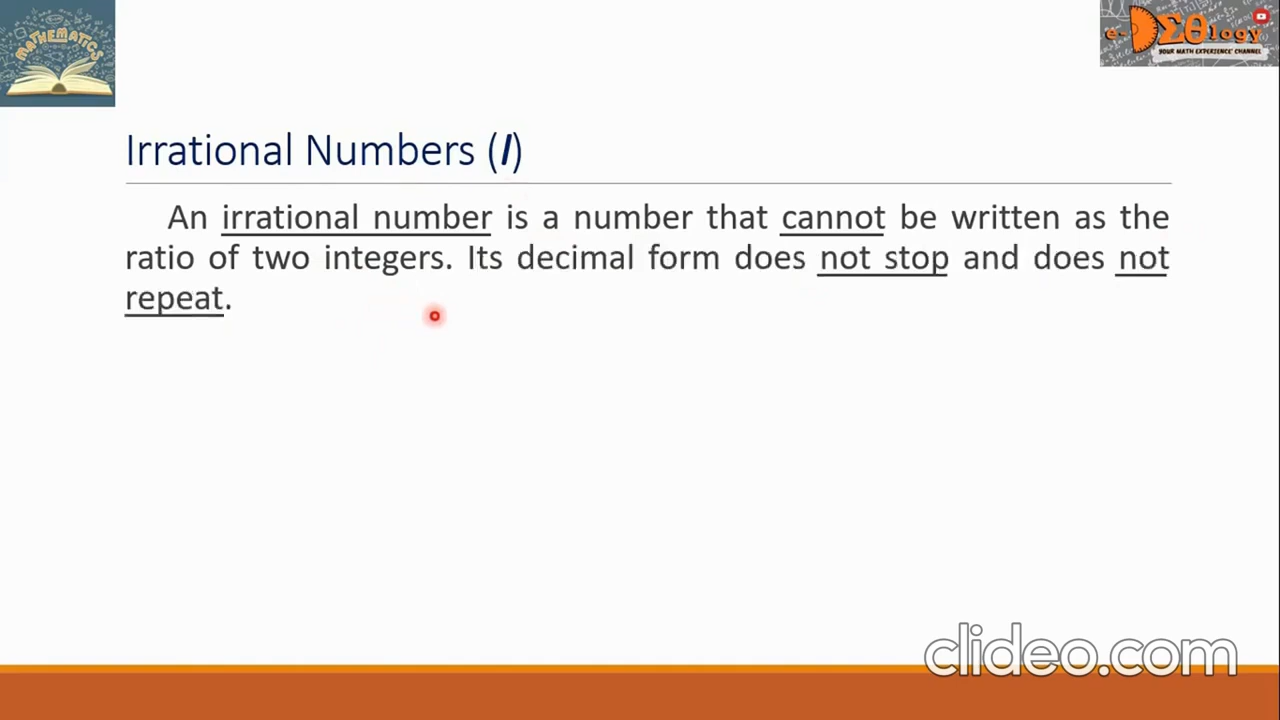 MATHEMATICS
e-DΣθlogy
YOUR MATH EXPERIENCE CHANNEL
Irrational Numbers (I)
An irrational number is a number that cannot be written as the
ratio of two integers. Its decimal form does not stop and does not
repeat.
clideo.com